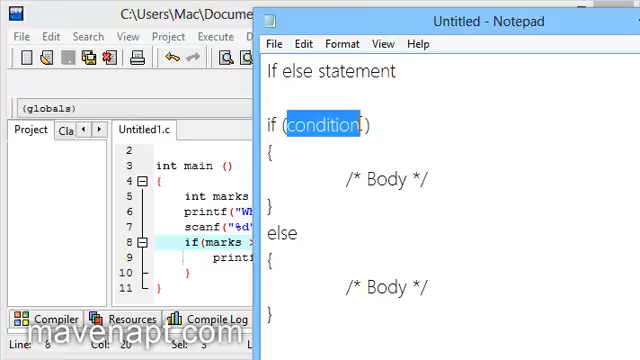 C:\Users\Mac\Docume
File Edit Search View Project Execute
(globals)
Project Cla Untitled1.c
2
3 int main ()
4 {
5 int marks
6 printf("Wh
7 scanf("%d"
8 if(marks >
9 printf
10 }
11 }
Compiler Resources Compile Log
Line: 8 Col: 20 Sel:
Untitled - Notepad
File Edit Format View Help
If else statement
if (condition )
{
/* Body */
}
else
{
/* Body */
}
mavenapt.com